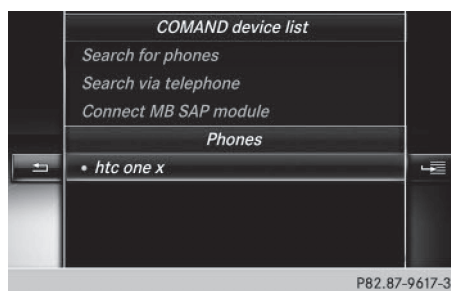 COMAND device list
Search for phones
Search via telephone
Connect MB SAP module
Phones
• htc one x
P82.87-9617-3